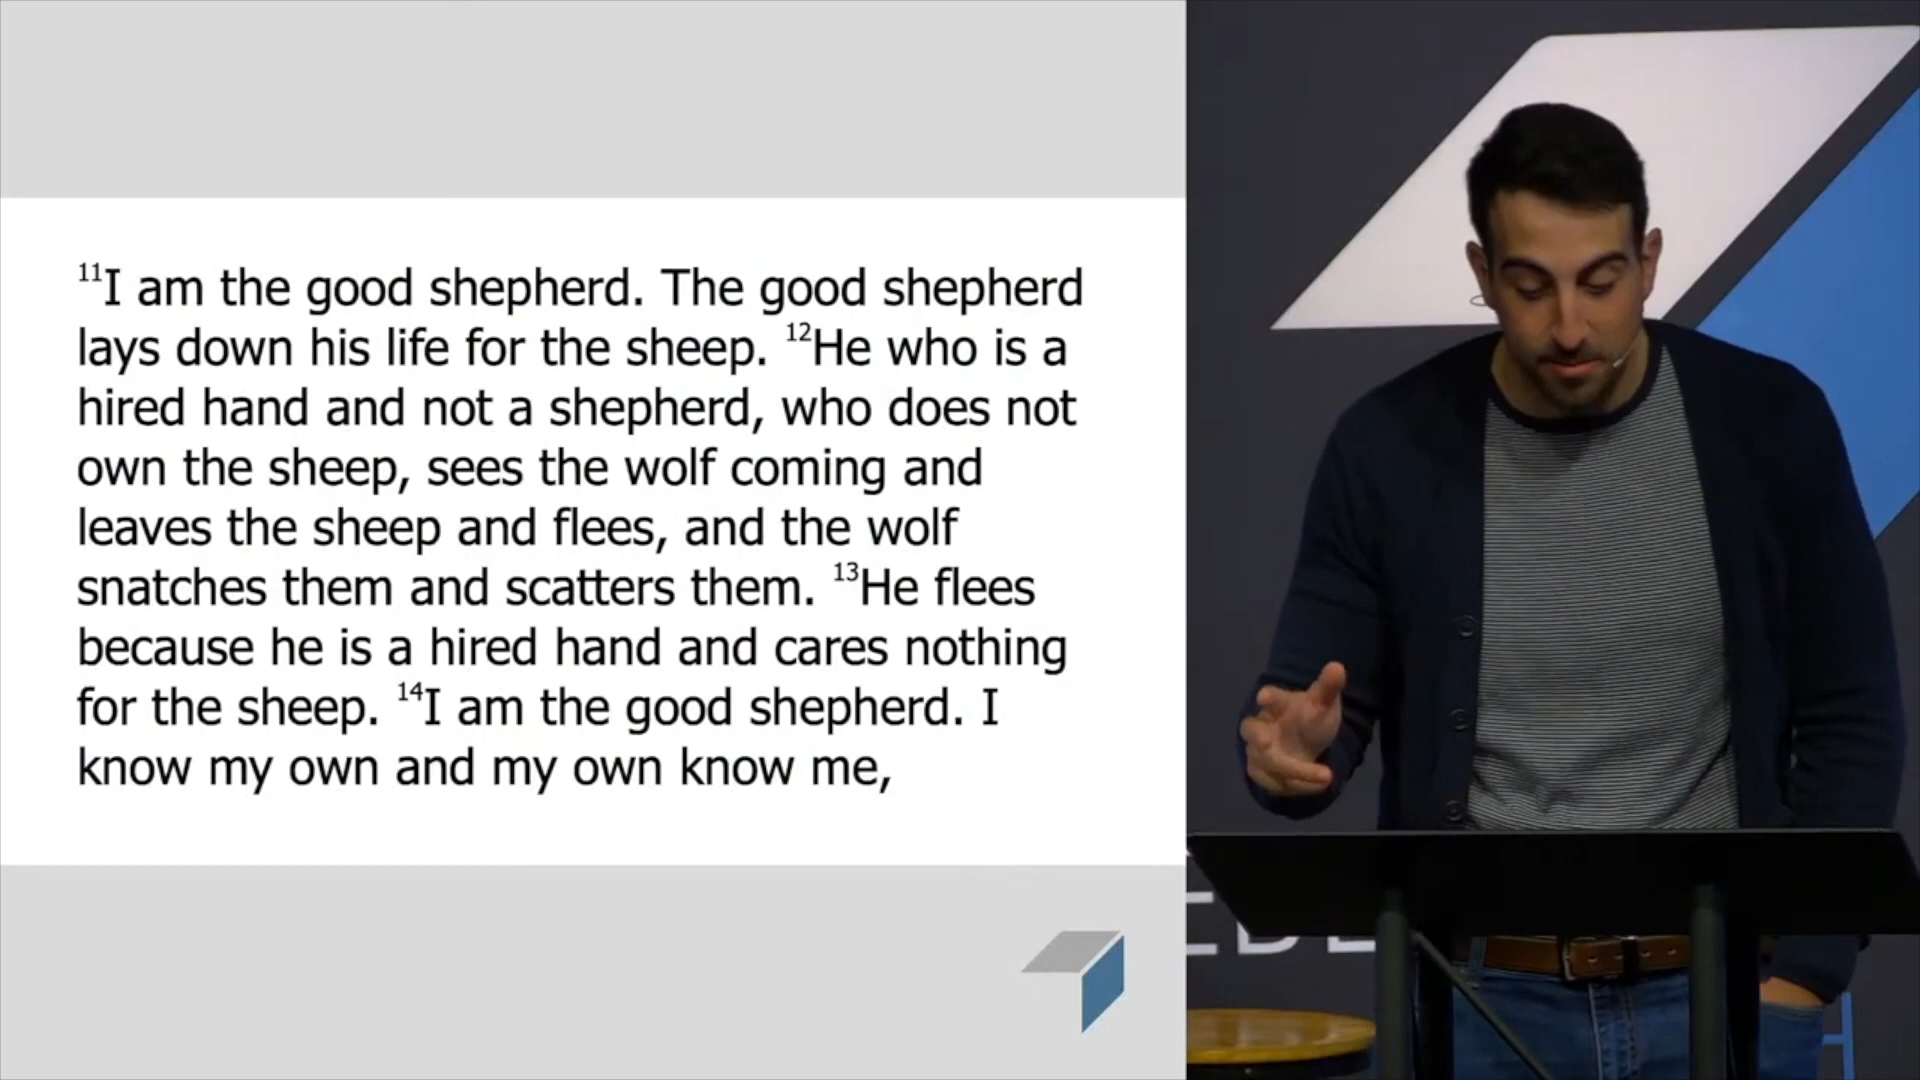 ¹¹I am the good shepherd. The good shepherd
lays down his life for the sheep. ¹²He who is a
hired hand and not a shepherd, who does not
own the sheep, sees the wolf coming and
leaves the sheep and flees, and the wolf
snatches them and scatters them. ¹³He flees
because he is a hired hand and cares nothing
for the sheep. ¹⁴I am the good shepherd. I
know my own and my own know me,